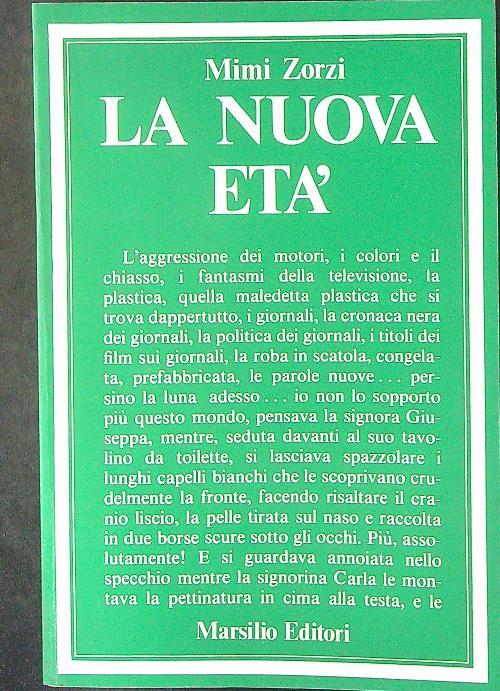 Mimi Zorzi
LA NUOVA
ETA'
L'aggressione dei motori, i colori e il
chiasso, i fantasmi della televisione, la
plastica, quella maledetta plastica che si
trova dappertutto, i giornali, la cronaca nera
dei giornali, la politica dei giornali, i titoli dei
film sui giornali, la roba in scatola, congela-
ta, prefabbricata, le parole nuove... per-
sino la luna adesso... io non lo sopporto
più questo mondo, pensava la signora Giu-
seppa, mentre, seduta davanti al suo tavo-
lino da toilette, si lasciava spazzolare i
lunghi capelli bianchi che le scoprivano cru-
delmente la fronte, facendo risaltare il cra-
nio liscio, la pelle tirata sul naso e raccolta
in due borse scure sotto gli occhi. Più, asso-
lutamente! E si guardava annoiata nello
specchio mentre la signorina Carla le mon-
tava la pettinatura in cima alla testa, e le
Marsilio Editori